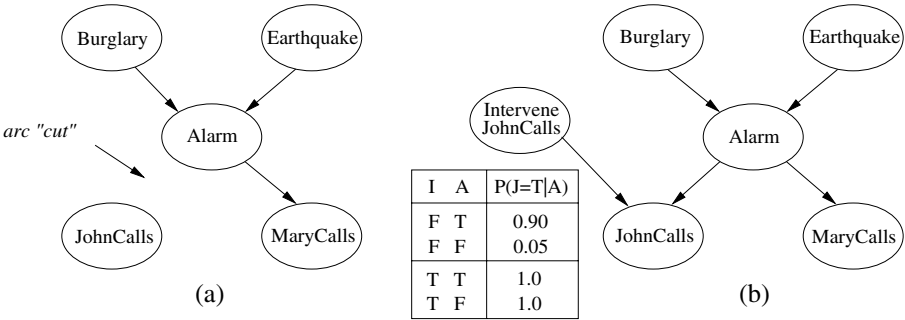 Burglary
Earthquake
Alarm
arc "cut"
JohnCalls
MaryCalls
(a)
Burglary
Earthquake
Intervene
JohnCalls
Alarm
I A P(J=T|A)
F T 0.90
F F 0.05
T T 1.0
T F 1.0
JohnCalls
MaryCalls
(b)